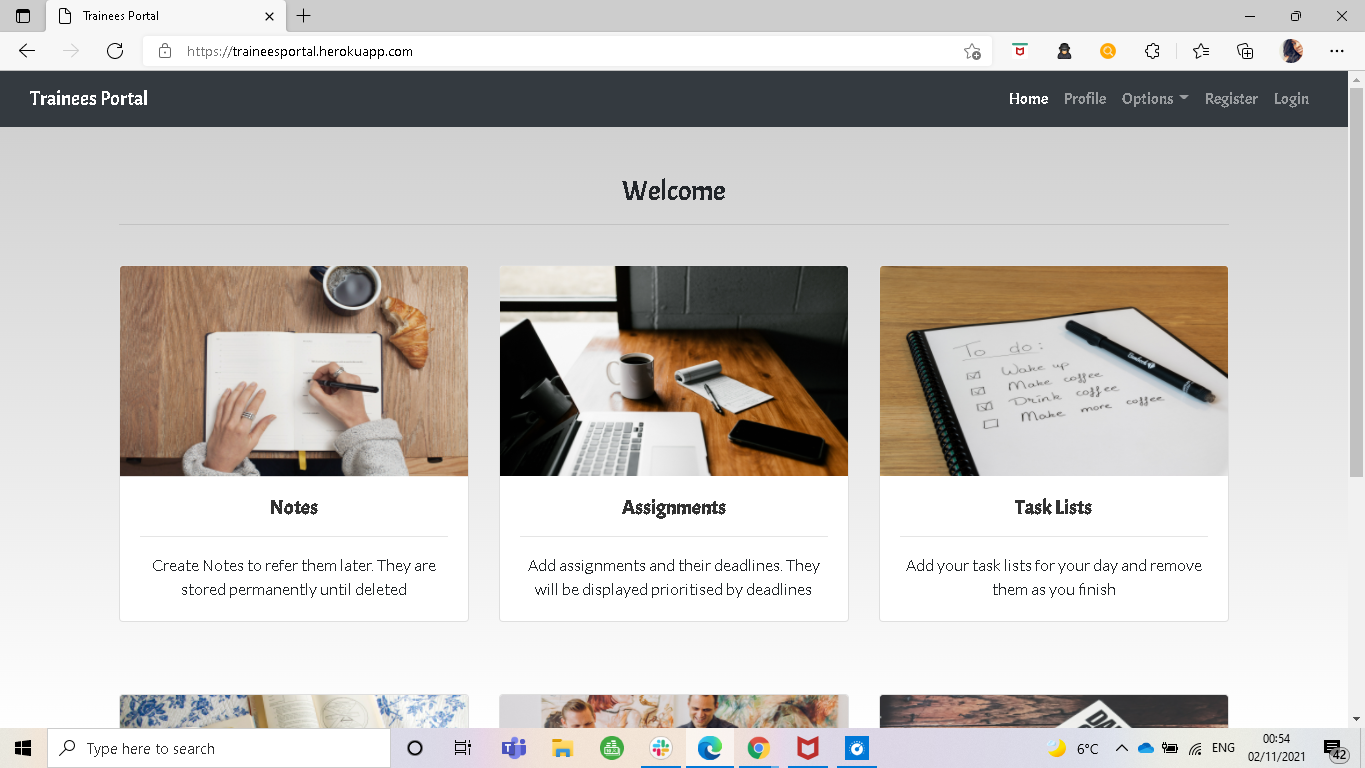 Trainees Portal
https://traineesportal.herokuapp.com
Trainees Portal
Home Profile Options Register Login
Welcome
To do:
Wake up
Make coffee
Drink coffee
Make more coffee
Notes
Create Notes to refer them later. They are
stored permanently until deleted
Assignments
Add assignments and their deadlines. They
will be displayed prioritised by deadlines
Task Lists
Add your task lists for your day and remove
them as you finish
Type here to search
6°C
ENG
00:54
02/11/2021
42